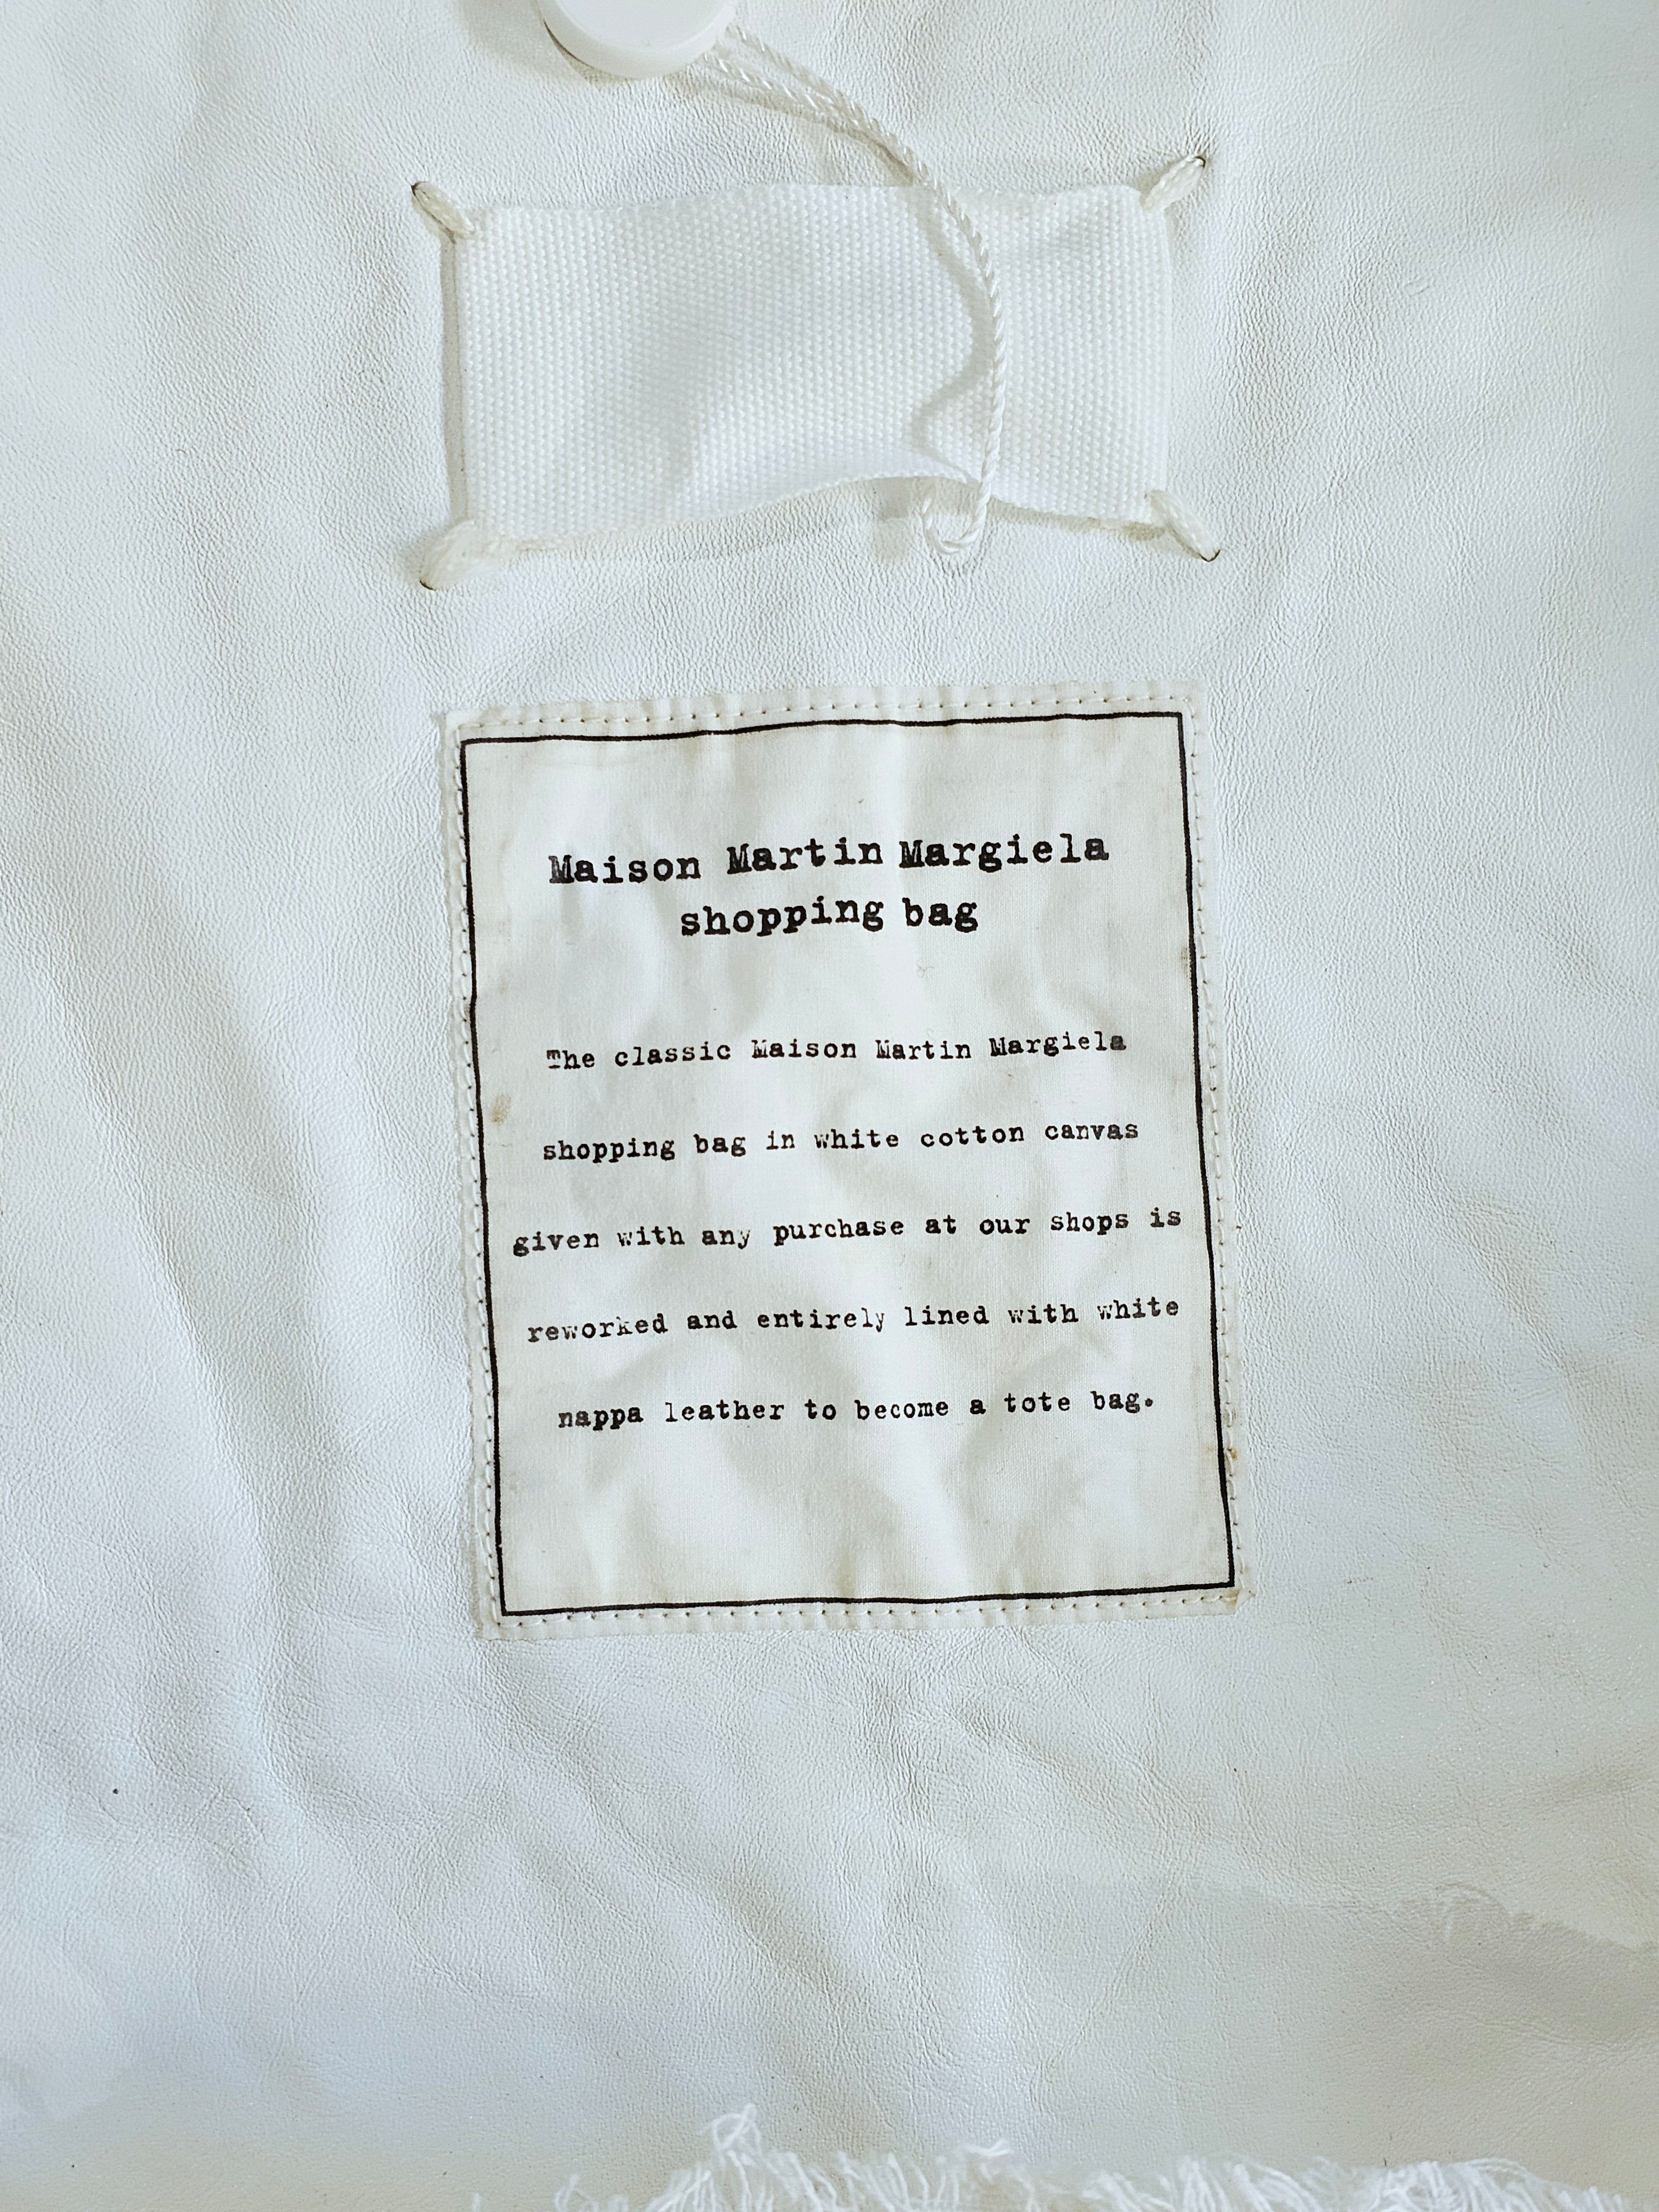 Maison Martin Margiela
shopping bag
The classic Maison Martin Margiela
shopping bag in white cotton canvas
given with any purchase at our shops is
reworked and entirely lined with white
nappa leather to become a tote bag.